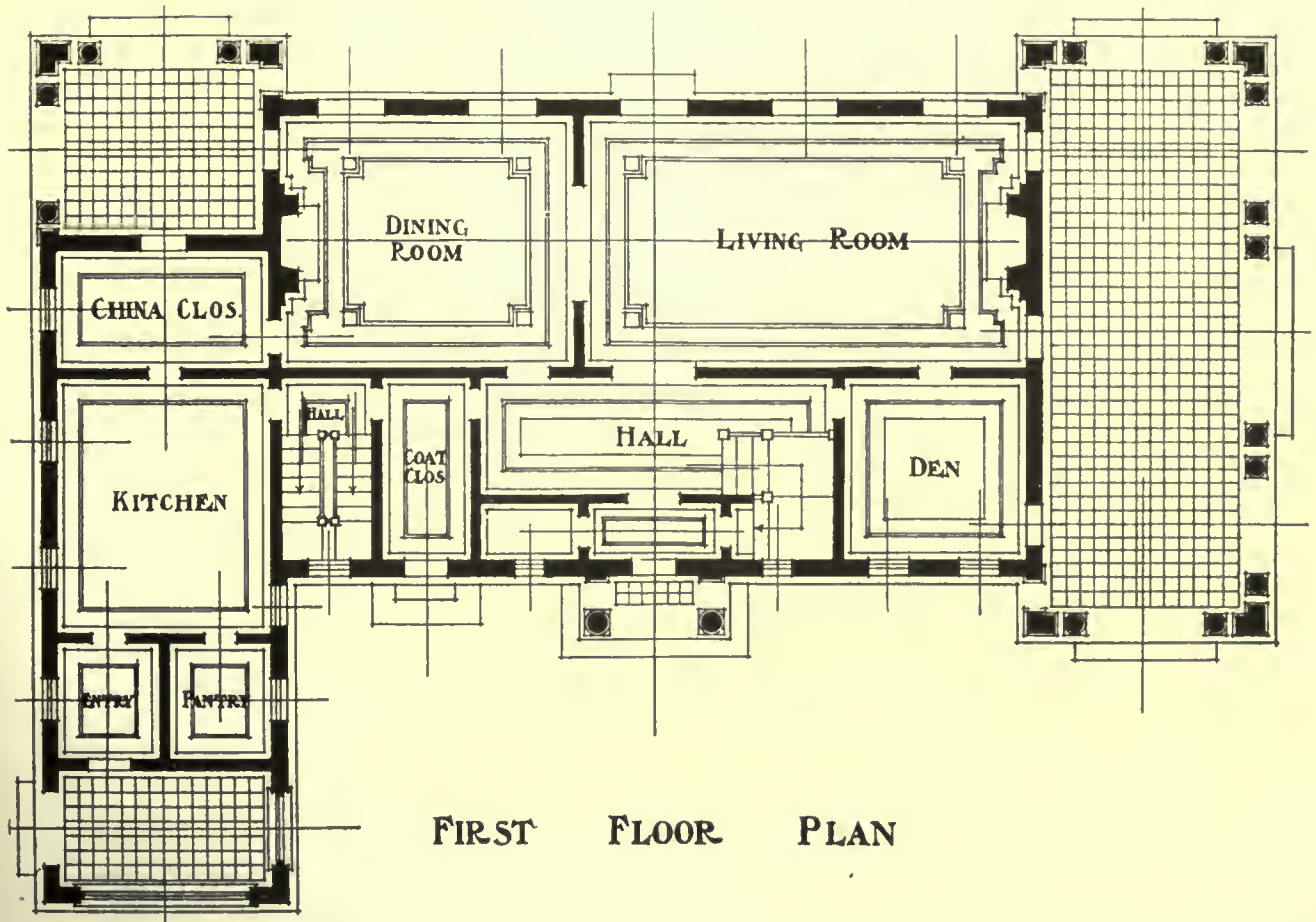 DINING
ROOM
LIVING ROOM
CHINA CLOS.
HALL
HALL
COAT
CLOS
DEN
KITCHEN
ENTRY
PANTRY
FIRST FLOOR PLAN